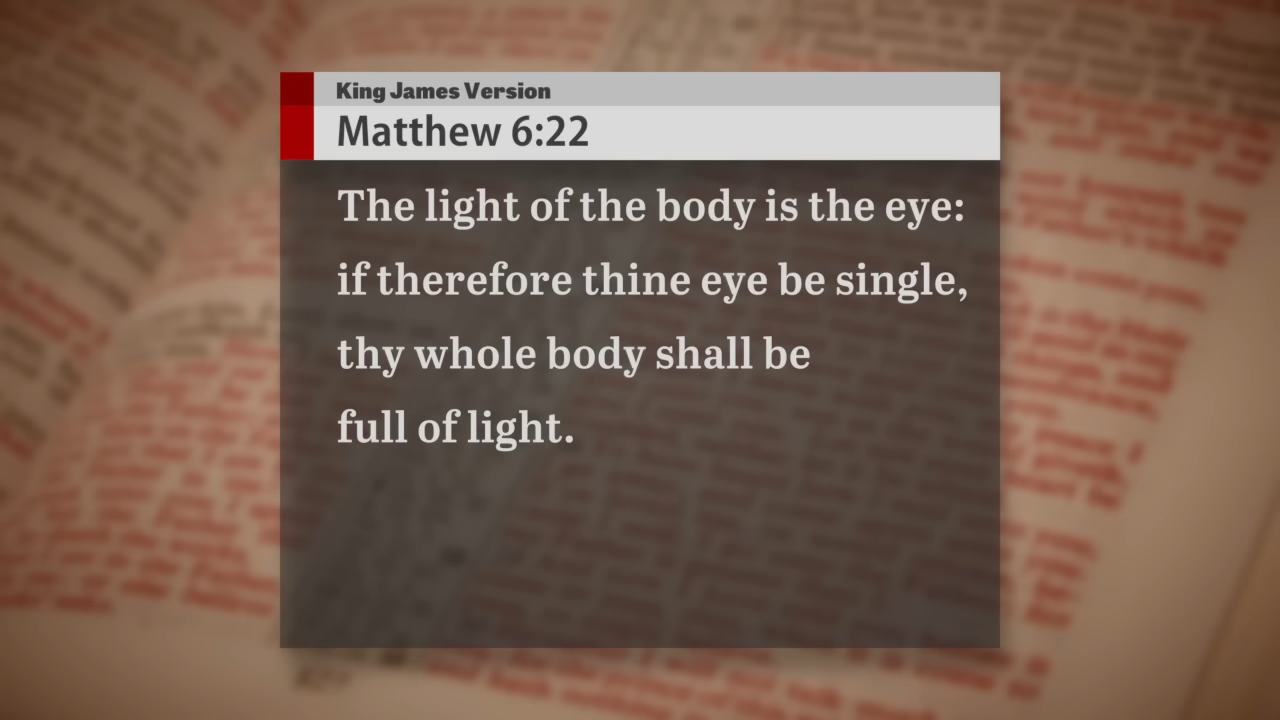 King James Version
Matthew 6:22
The light of the body is the eye:
if therefore thine eye be single,
thy whole body shall be
full of light.